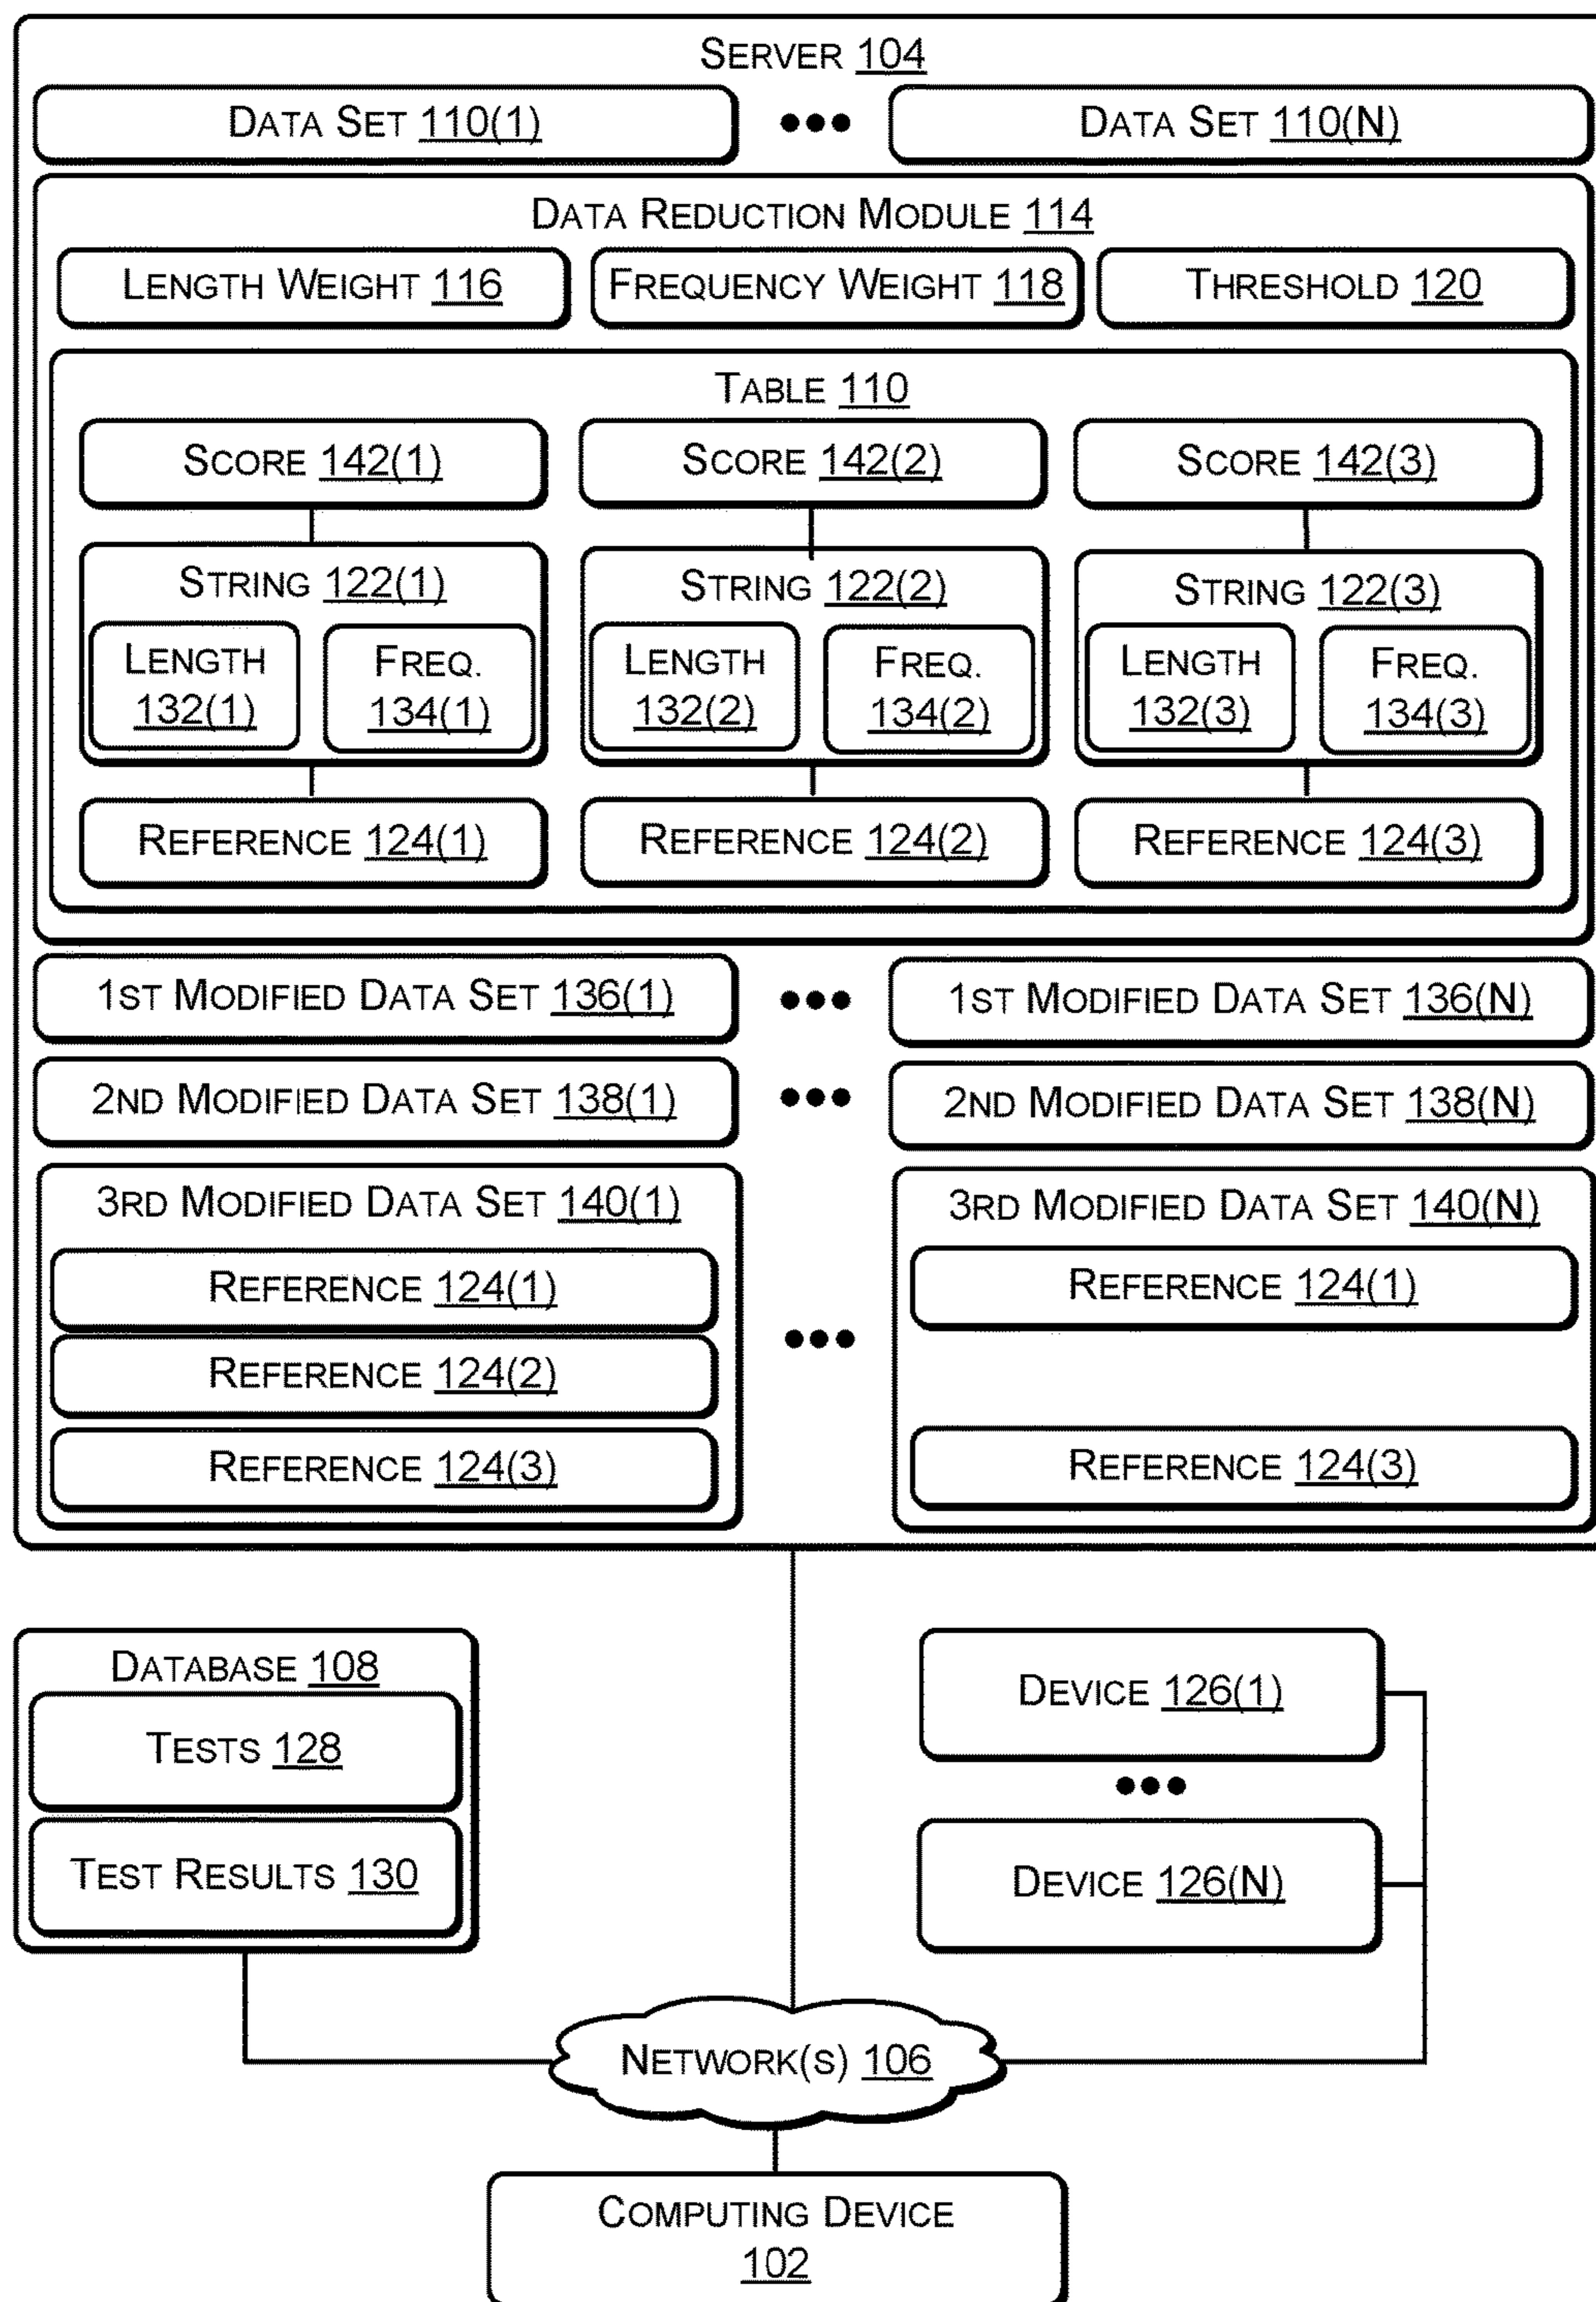 SERVER 104
DATA SET 110(1) ••• DATA SET 110(N)
DATA REDUCTION MODULE 114
LENGTH WEIGHT 116 FREQUENCY WEIGHT 118 THRESHOLD 120
TABLE 110
SCORE 142(1) SCORE 142(2) SCORE 142(3)
STRING 122(1) STRING 122(2) STRING 122(3)
LENGTH FREQ. LENGTH FREQ. LENGTH FREQ.
132(1) 134(1) 132(2) 134(2) 132(3) 134(3)
REFERENCE 124(1) REFERENCE 124(2) REFERENCE 124(3)
1ST MODIFIED DATA SET 136(1) ••• 1ST MODIFIED DATA SET 136(N)
2ND MODIFIED DATA SET 138(1) ••• 2ND MODIFIED DATA SET 138(N)
3RD MODIFIED DATA SET 140(1) 3RD MODIFIED DATA SET 140(N)
REFERENCE 124(1) REFERENCE 124(1)
•••
REFERENCE 124(2)
REFERENCE 124(3) REFERENCE 124(3)
DATABASE 108
TESTS 128
TEST RESULTS 130
DEVICE 126(1)
•••
DEVICE 126(N)
NETWORK(S) 106
COMPUTING DEVICE
102